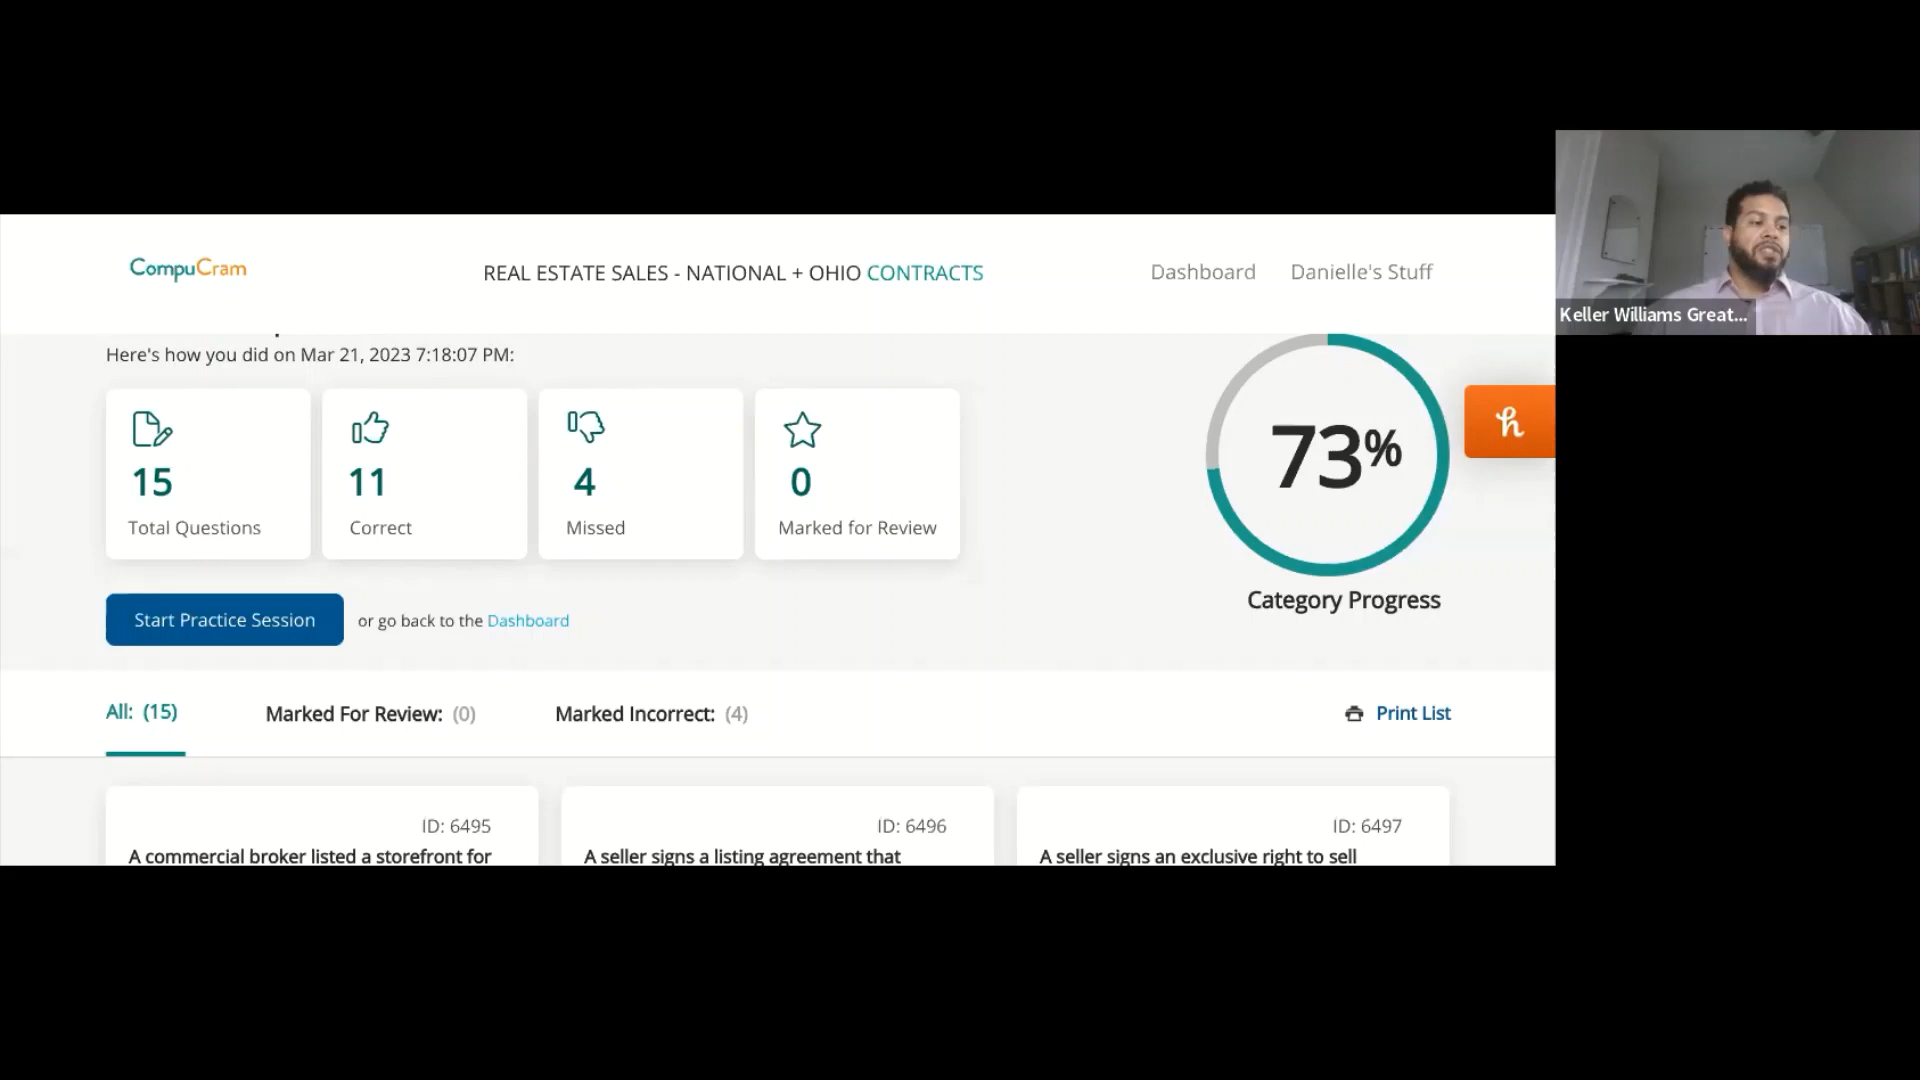 CompuCram
REAL ESTATE SALES - NATIONAL + OHIO CONTRACTS
Dashboard
Danielle's Stuff
Keller Williams Great...
Here's how you did on Mar 21, 2023 7:18:07 PM:
15
Total Questions
11
Correct
4
Missed
0
Marked for Review
73%
Category Progress
h
Start Practice Session
or go back to the Dashboard
All: (15)
Marked For Review: (0)
Marked Incorrect: (4)
Print List
ID: 6495
A commercial broker listed a storefront for
ID: 6496
A seller signs a listing agreement that
ID: 6497
A seller signs an exclusive right to sell